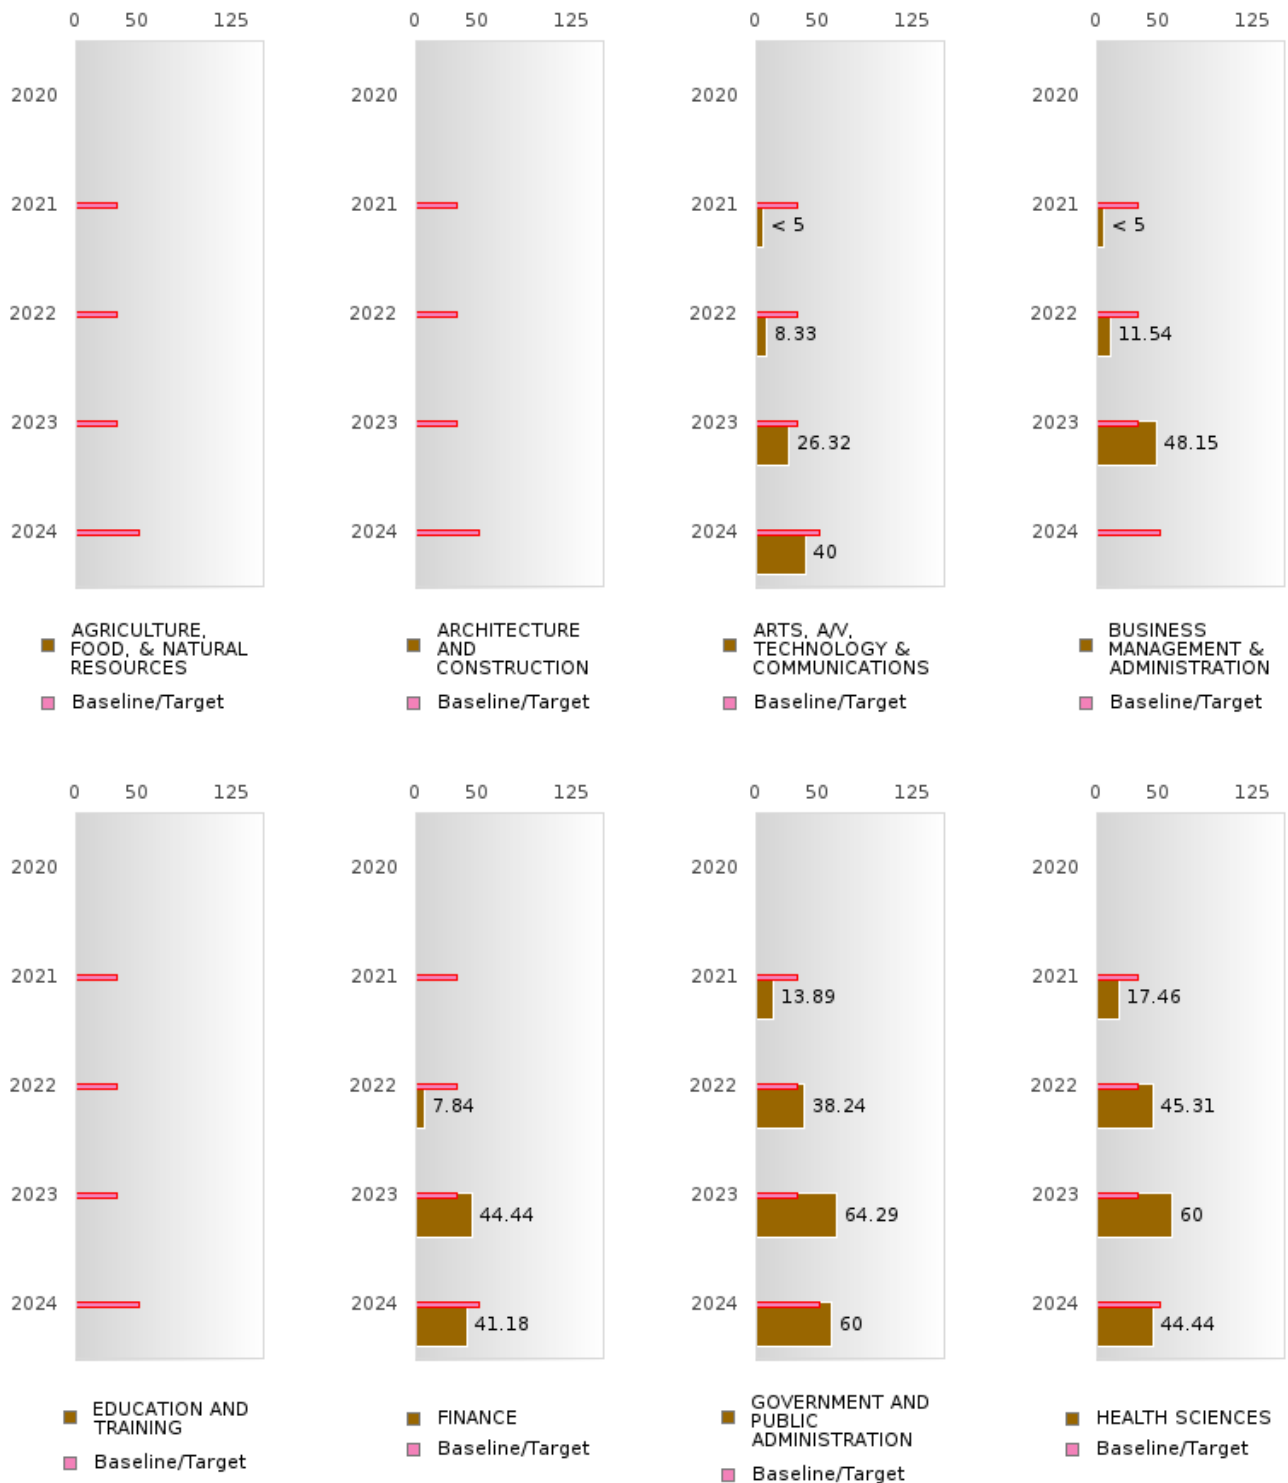 0 50 125 0 50 125 0 50 125 0 50 125
2020 2020 2020 2020
2021 2021 2021 2021
< 5 < 5
2022 2022 2022 2022
8.33 11.54
2023 2023 2023 2023
26.32 48.15
2024 2024 2024 2024
40
AGRICULTURE,
FOOD, & NATURAL
RESOURCES
Baseline/Target
ARCHITECTURE
AND
CONSTRUCTION
Baseline/Target
ARTS, A/V,
TECHNOLOGY &
COMMUNICATIONS
Baseline/Target
BUSINESS
MANAGEMENT &
ADMINISTRATION
Baseline/Target
0 50 125 0 50 125 0 50 125 0 50 125
2020 2020 2020 2020
2021 2021 2021 2021
13.89 17.46
2022 2022 2022 2022
7.84 38.24 45.31
2023 2023 2023 2023
44.44 64.29 60
2024 2024 2024 2024
41.18 60 44.44
EDUCATION AND
TRAINING
Baseline/Target
FINANCE
Baseline/Target
GOVERNMENT AND
PUBLIC
ADMINISTRATION
Baseline/Target
HEALTH SCIENCES
Baseline/Target